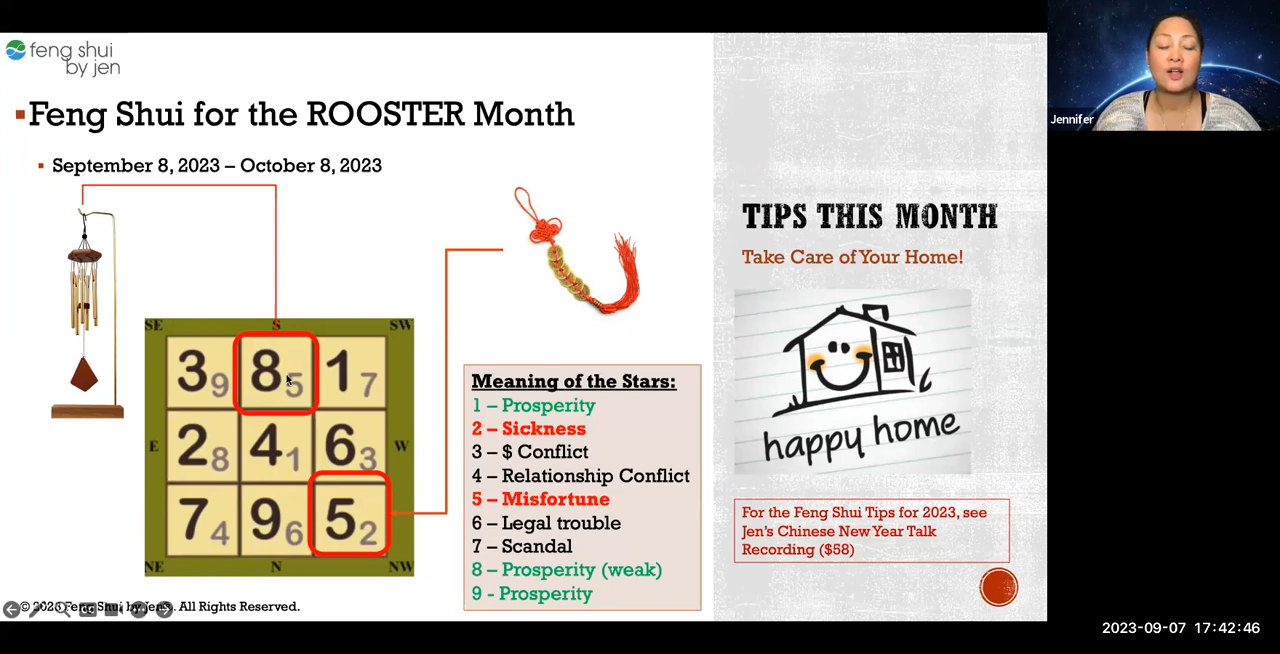 feng shui
by jen
Feng Shui for the ROOSTER Month
September 8, 2023 – October 8, 2023
SE S SW
3 9 8 5 1 7
E 2 8 4 1 6 3 W
7 4 9 6 5 2
NE N NW
Meaning of the Stars:
1 – Prosperity
2 – Sickness
3 – $ Conflict
4 – Relationship Conflict
5 – Misfortune
6 – Legal trouble
7 – Scandal
8 – Prosperity (weak)
9 - Prosperity
© 2023 Feng Shui by Jen. All Rights Reserved.
TIPS THIS MONTH
Take Care of Your Home!
happy home
For the Feng Shui Tips for 2023, see
Jen's Chinese New Year Talk
Recording ($58)
Jennifer
2023-09-07 17:42:46